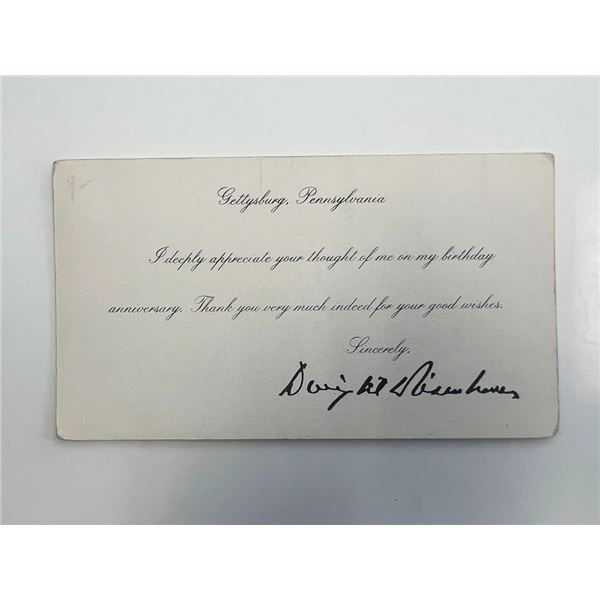 Gettysburg, Pennsylvania
I deeply appreciate your thought of me on my birthday
anniversary. Thank you very much indeed for your good wishes.
Sincerely,
Dwight Eisenhower